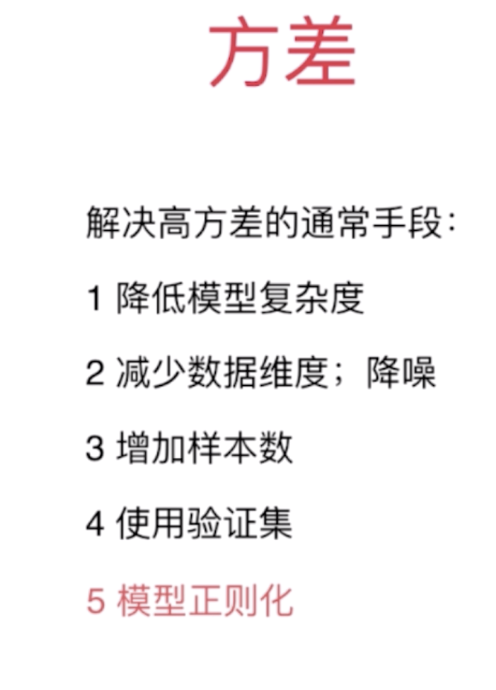 方差
解决高方差的通常手段：
1 降低模型复杂度
2 减少数据维度；降噪
3 增加样本数
4 使用验证集
5 模型正则化